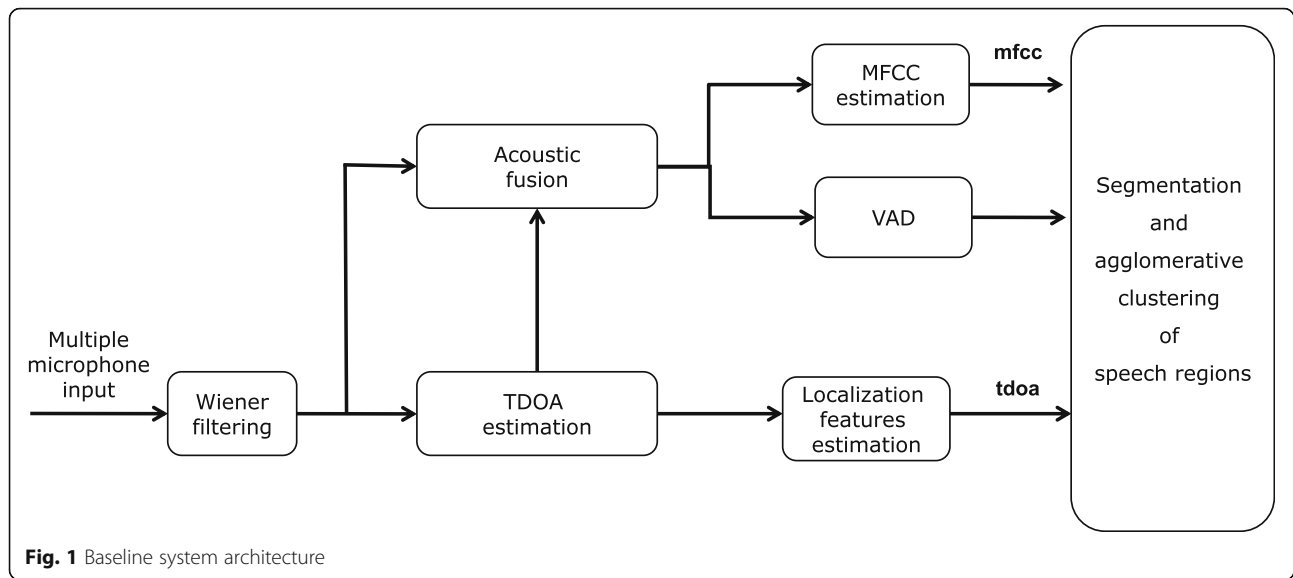 mfcc
MFCC
estimation
Acoustic
fusion
VAD
Segmentation
and
agglomerative
clustering
of
speech regions
Multiple
microphone
input
Wiener
filtering
TDOA
estimation
Localization
features
estimation
tdoa
Fig. 1 Baseline system architecture